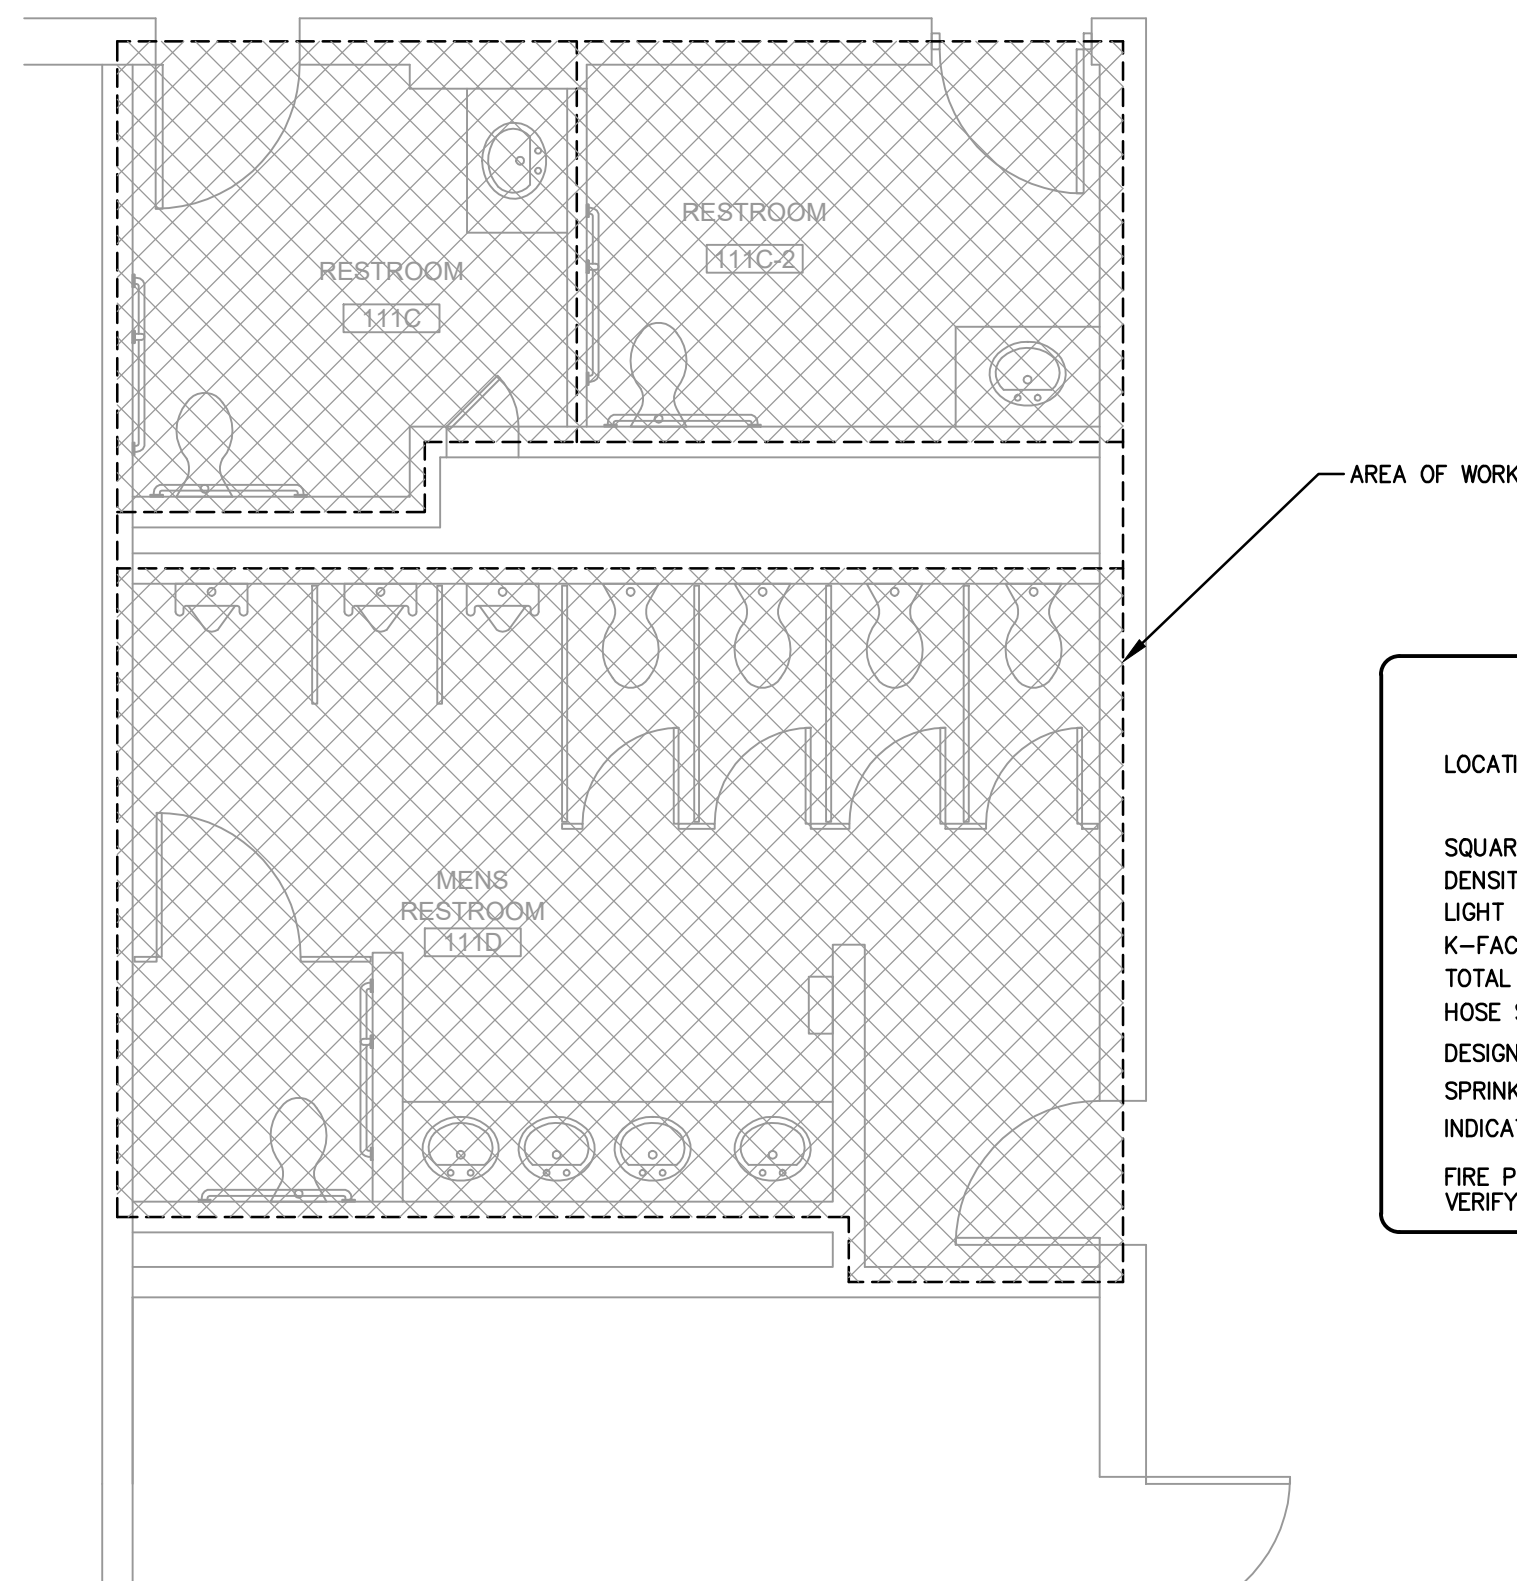 RESTROOM
111C-2
RESTROOM
111C
AREA OF WORK
MENS
RESTROOM
111D
LOCATI
SQUAR
DENSIT
LIGHT
K-FAC
TOTAL
HOSE
DESIGN
SPRINK
INDICAT
FIRE P
VERIFY